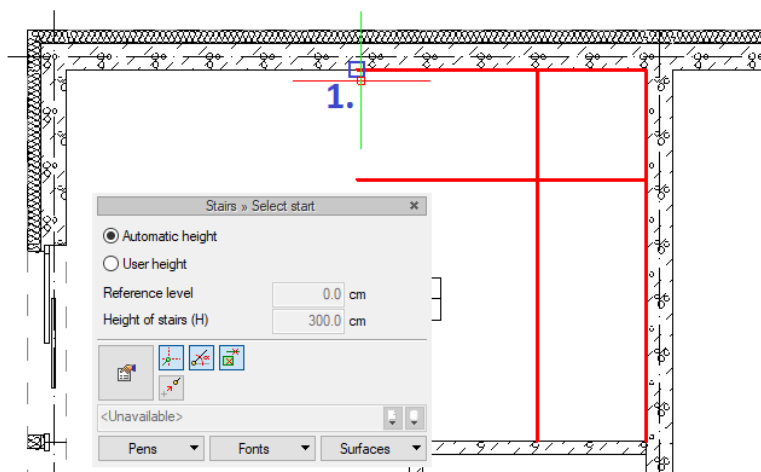 1.
Stairs » Select start
Automatic height
User height
Reference level 0.0 cm
Height of stairs (H) 300.0 cm
<Unavailable>
Pens Fonts Surfaces